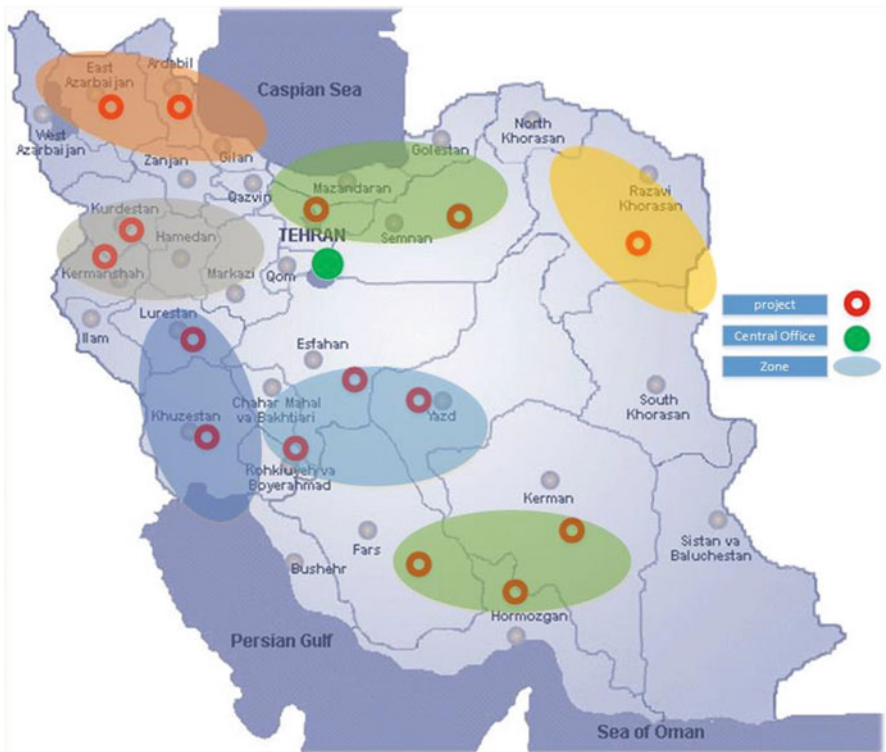 Caspian Sea
East
Azarbaijan
Ardabil
West
Azarbaijan
Zanjan
Gilan
Golestan
North
Khorasan
Qazvin
Mazandaran
Razavi
Khorasan
Kurdestan
Hamedan
TEHRAN
Semnan
Kermanshah
Markazi
Qom
Ilam
Lurestan
Esfahan
project
Central Office
Zone
Khuzestan
Chahar Mahal
va Bakhtiari
Yazd
South
Khorasan
Kohkiluyeh va
Boyerahmad
Kerman
Sistan va
Baluchestan
Fars
Bushehr
Hormozgan
Persian Gulf
Sea of Oman